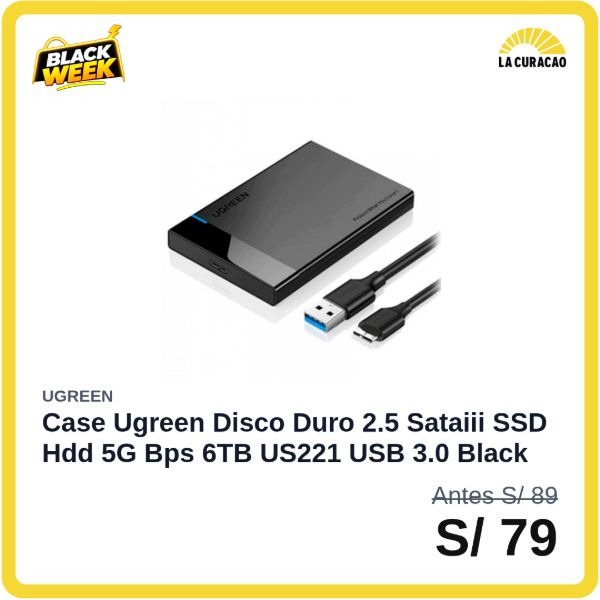 BLACK
WEEK
LA CURACAO
UGREEN
UGREEN
Case Ugreen Disco Duro 2.5 Sataiii SSD
Hdd 5G Bps 6TB US221 USB 3.0 Black
Antes S/ 89
S/ 79